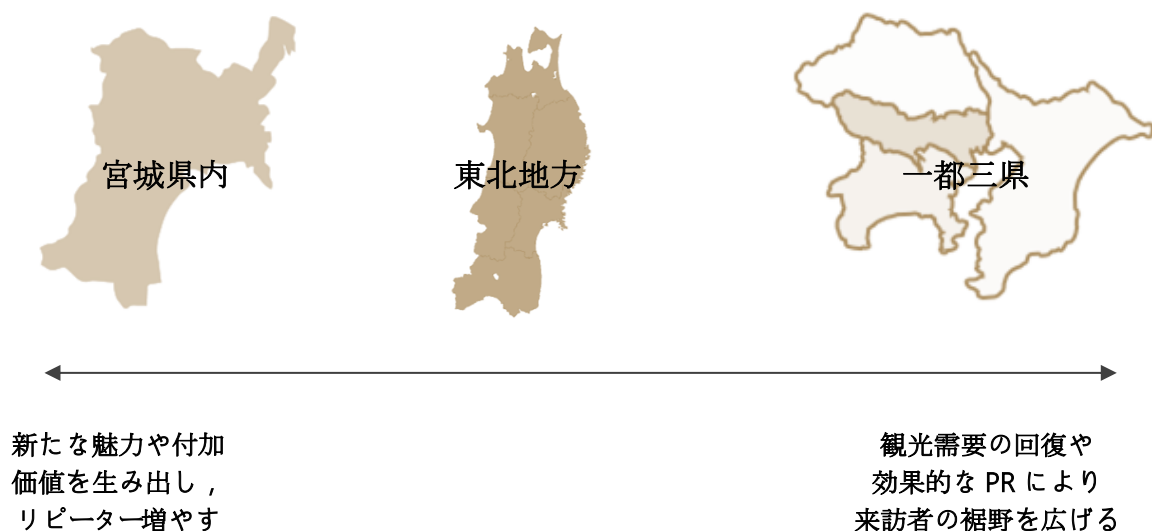 宮城県内
東北地方
一都三県
新たな魅力や付加
価値を生み出し，
リピーター増やす
観光需要の回復や
効果的な PR により
来訪者の裾野を広げる